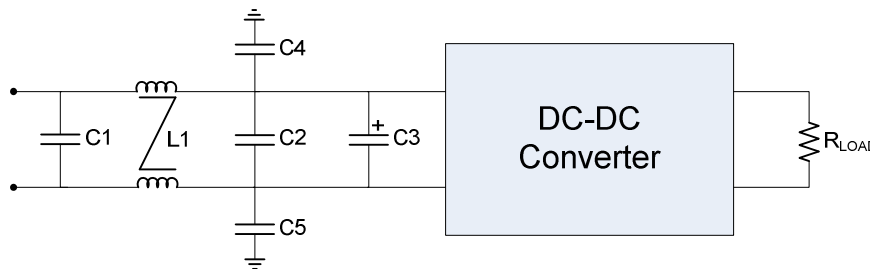 C4
C1
L1
C2
+
C3
DC-DC
Converter
RLOAD
C5